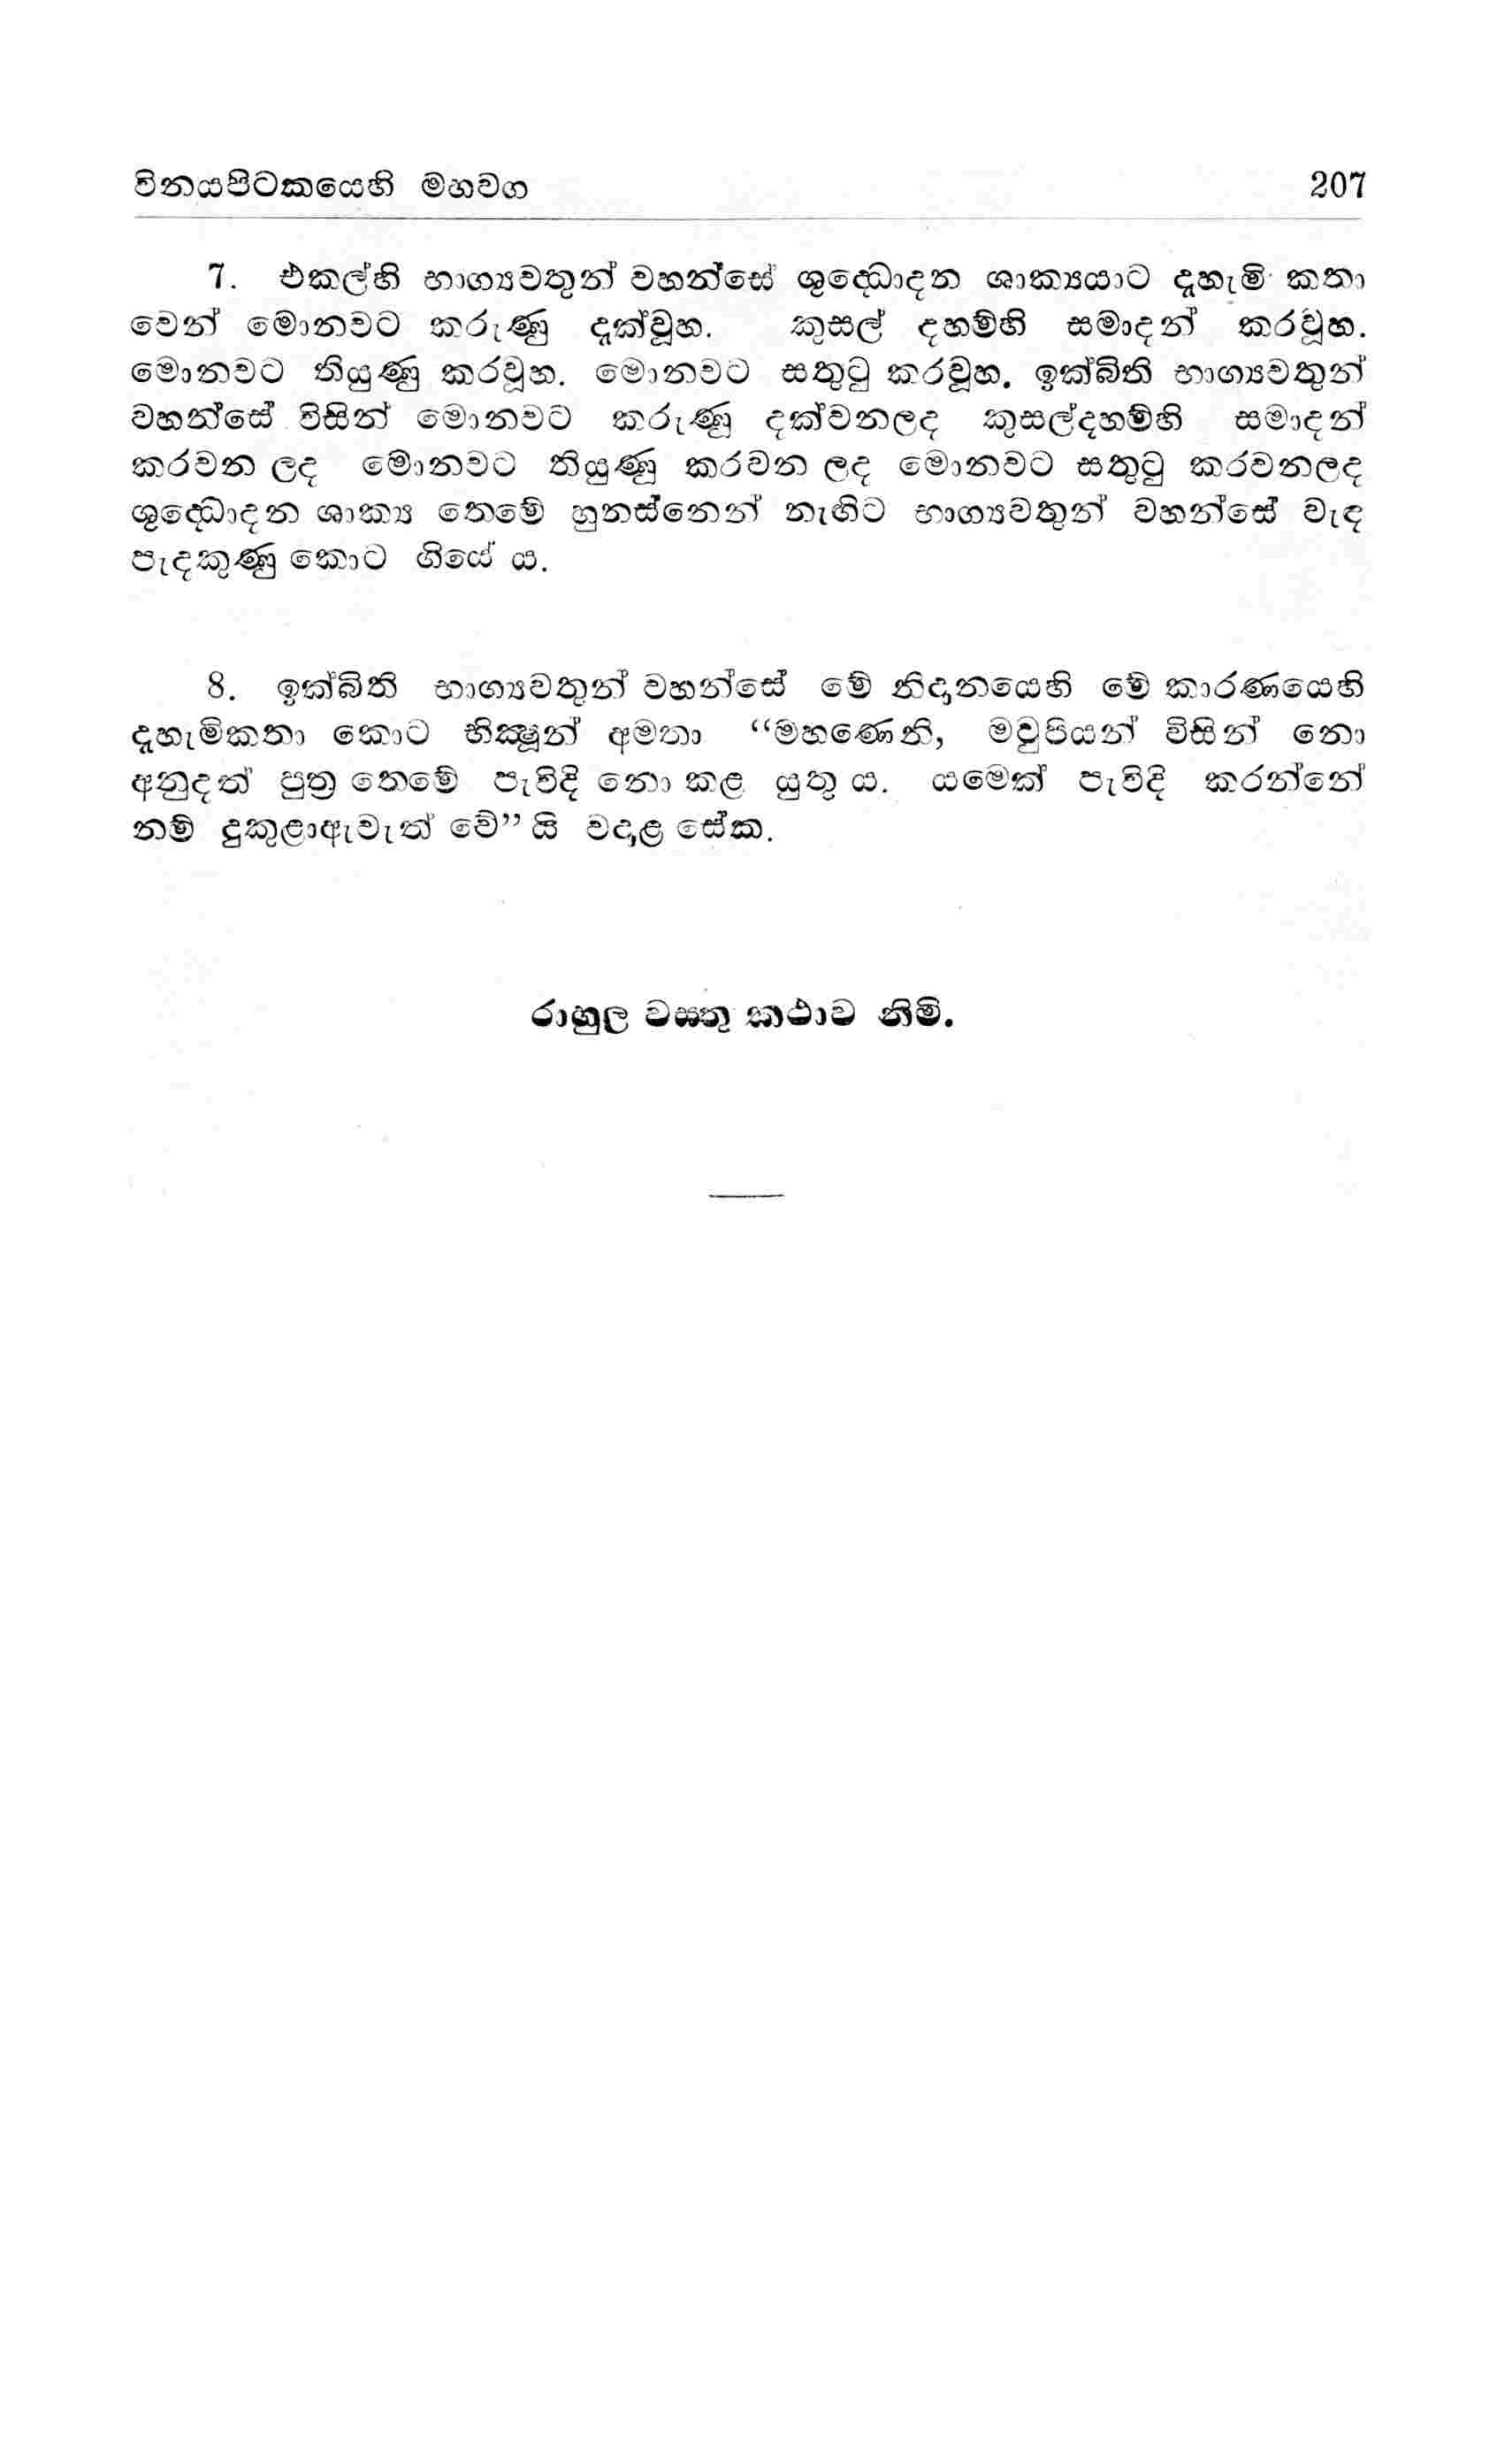 විනයපිටකයෙහි මහවග 207
7. එකල්හි භාග්‍යවතුන් වහන්සේ ශුද්‍ධොදන ශාක්‍යයාට දැහැමි කතා
වෙන් මොනවට කරුණු දැක්වූහ. කුසල් දහම්හි සමාදන් කරවූහ.
මොනවට තියුණු කරවූහ. මොනවට සතුටු කරවූහ. ඉක්බිති භාග්‍යවතුන්
වහන්සේ විසින් මොනවට කරුණු දක්වනලද කුසල්දහම්හි සමාදන්
කරවන ලද මොනවට තියුණු කරවන ලද මොනවට සතුටු කරවනලද
ශුද්‍ධොදන ශාක්‍ය තෙමේ හුනස්නෙන් නැඟිට භාග්‍යවතුන් වහන්සේ වැඳ
පැදකුණු කොට ගියේ ය.
8. ඉක්බිති භාග්‍යවතුන් වහන්සේ මේ නිදානයෙහි මේ කාරණයෙහි
දැහැමිකතා කොට භික්‍ෂූන් අමතා “මහණෙනි, මවුපියන් විසින් නො
අනුදත් පුත්‍ර තෙමේ පැවිදි නො කළ යුතු ය. යමෙක් පැවිදි කරන්නේ
නම් දුකුළාඇවැත් වේ” යි වදාළ සේක.
රාහුල වස්‍තු කථාව නිමි.